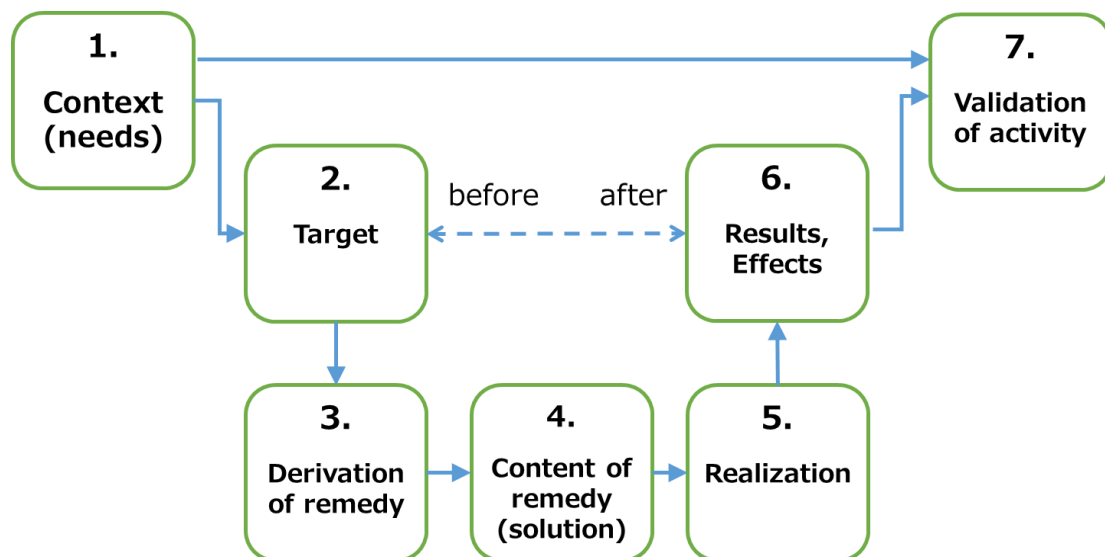 1.
Context
(needs)
7.
Validation
of activity
2.
Target
before
after
6.
Results,
Effects
3.
Derivation
of remedy
4.
Content of
remedy
(solution)
5.
Realization